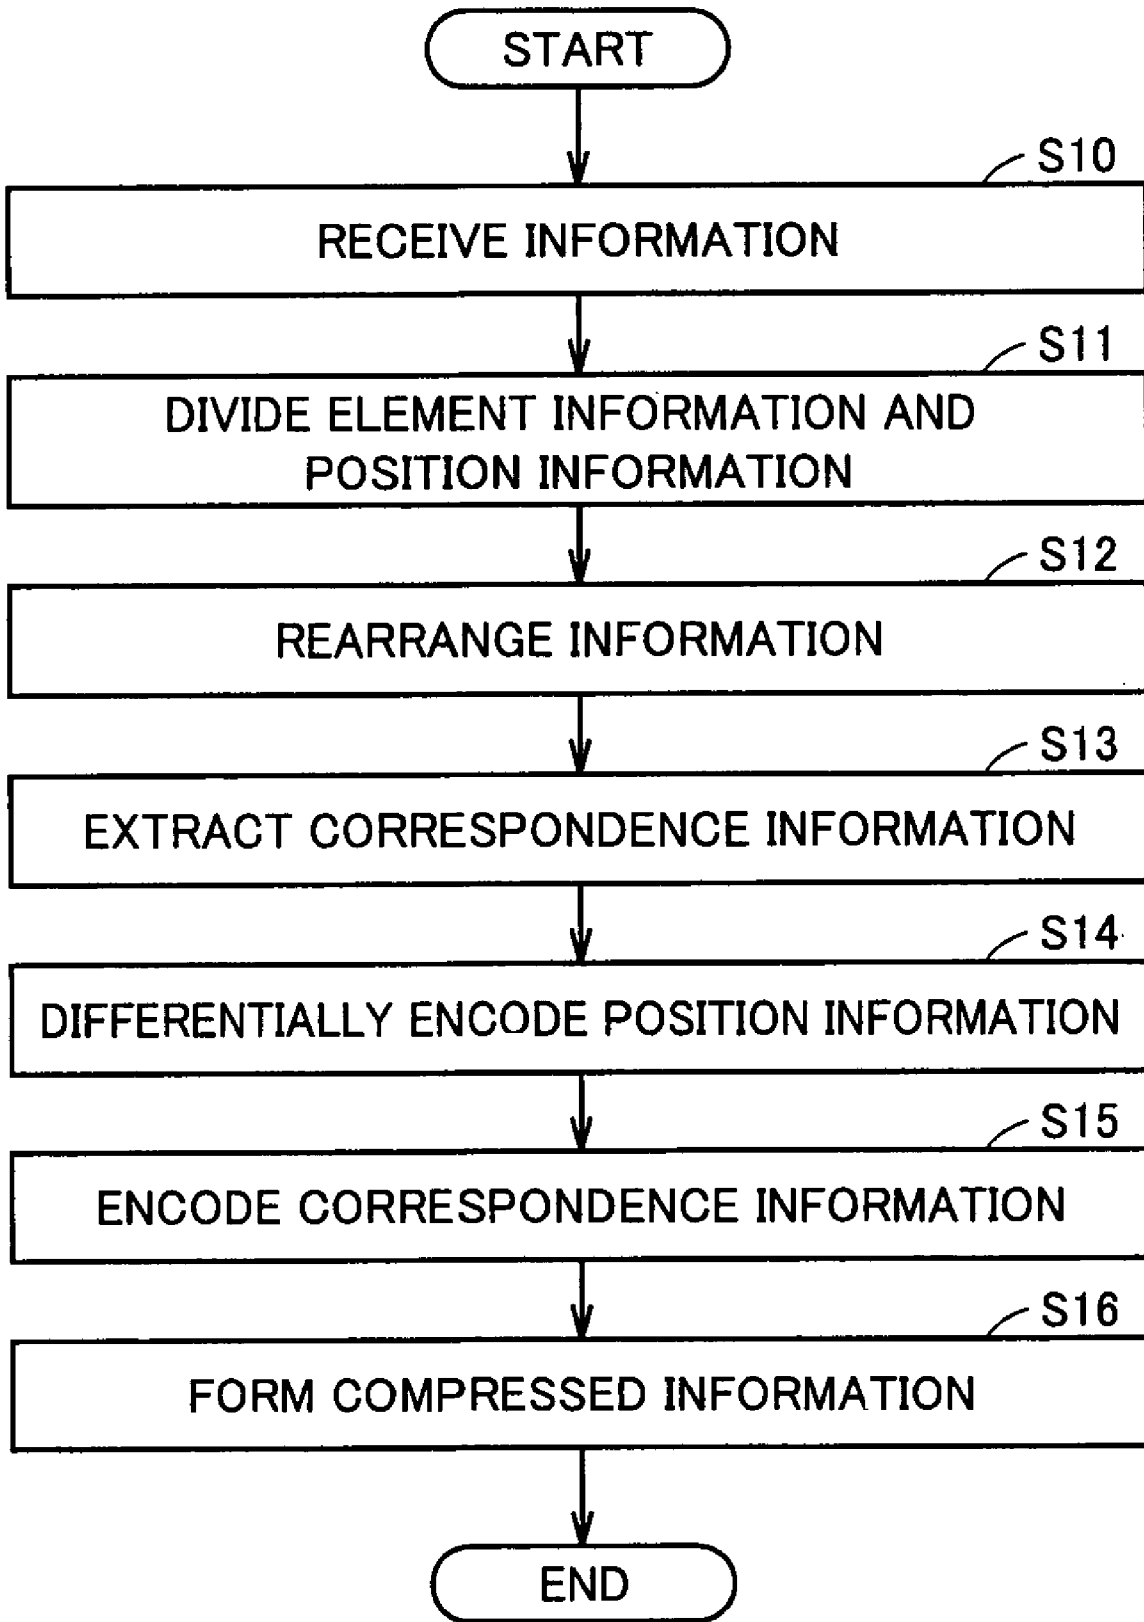 START
S10
RECEIVE INFORMATION
S11
DIVIDE ELEMENT INFORMATION AND
POSITION INFORMATION
S12
REARRANGE INFORMATION
S13
EXTRACT CORRESPONDENCE INFORMATION
S14
DIFFERENTIALLY ENCODE POSITION INFORMATION
S15
ENCODE CORRESPONDENCE INFORMATION
S16
FORM COMPRESSED INFORMATION
END